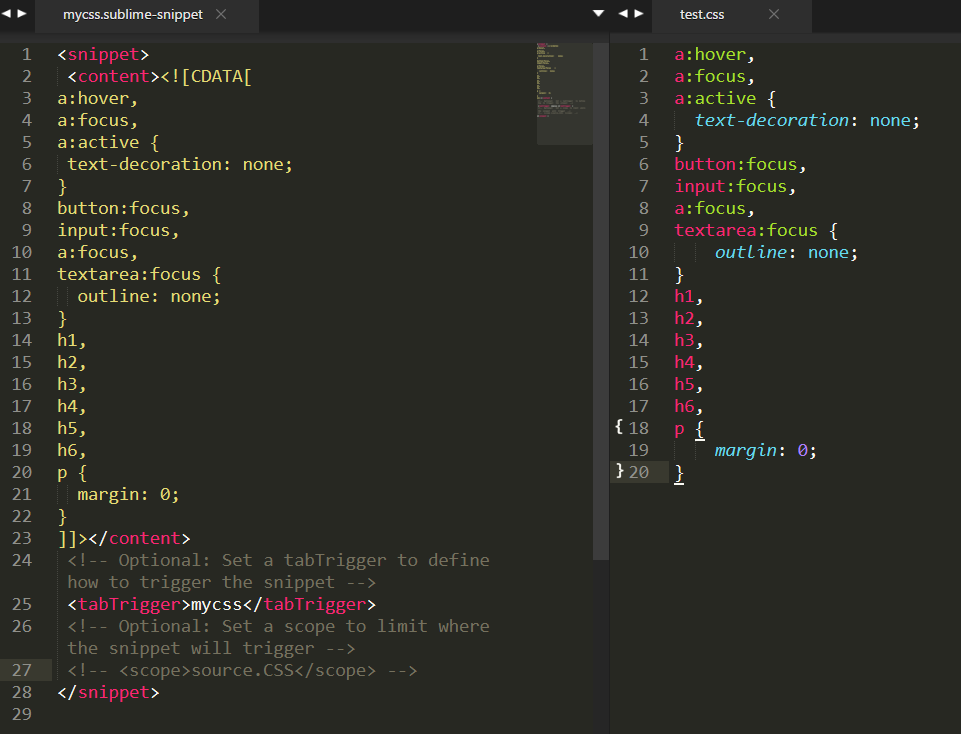 mycss.sublime-snippet
1 <snippet>
2 <content><![CDATA[
3 a:hover,
4 a:focus,
5 a:active {
6 text-decoration: none;
7 }
8 button:focus,
9 input:focus,
10 a:focus,
11 textarea:focus {
12 outline: none;
13 }
14 h1,
15 h2,
16 h3,
17 h4,
18 h5,
19 h6,
20 p {
21 margin: 0;
22 }
23 ]]></content>
24 <!-- Optional: Set a tabTrigger to define
how to trigger the snippet -->
25 <tabTrigger>mycss</tabTrigger>
26 <!-- Optional: Set a scope to limit where
the snippet will trigger -->
27 <!-- <scope>source.CSS</scope> -->
28 </snippet>
29
test.css
1 a:hover,
2 a:focus,
3 a:active {
4 text-decoration: none;
5 }
6 button:focus,
7 input:focus,
8 a:focus,
9 textarea:focus {
10 outline: none;
11 }
12 h1,
13 h2,
14 h3,
15 h4,
16 h5,
17 h6,
{ 18 p {
19 margin: 0;
} 20 }